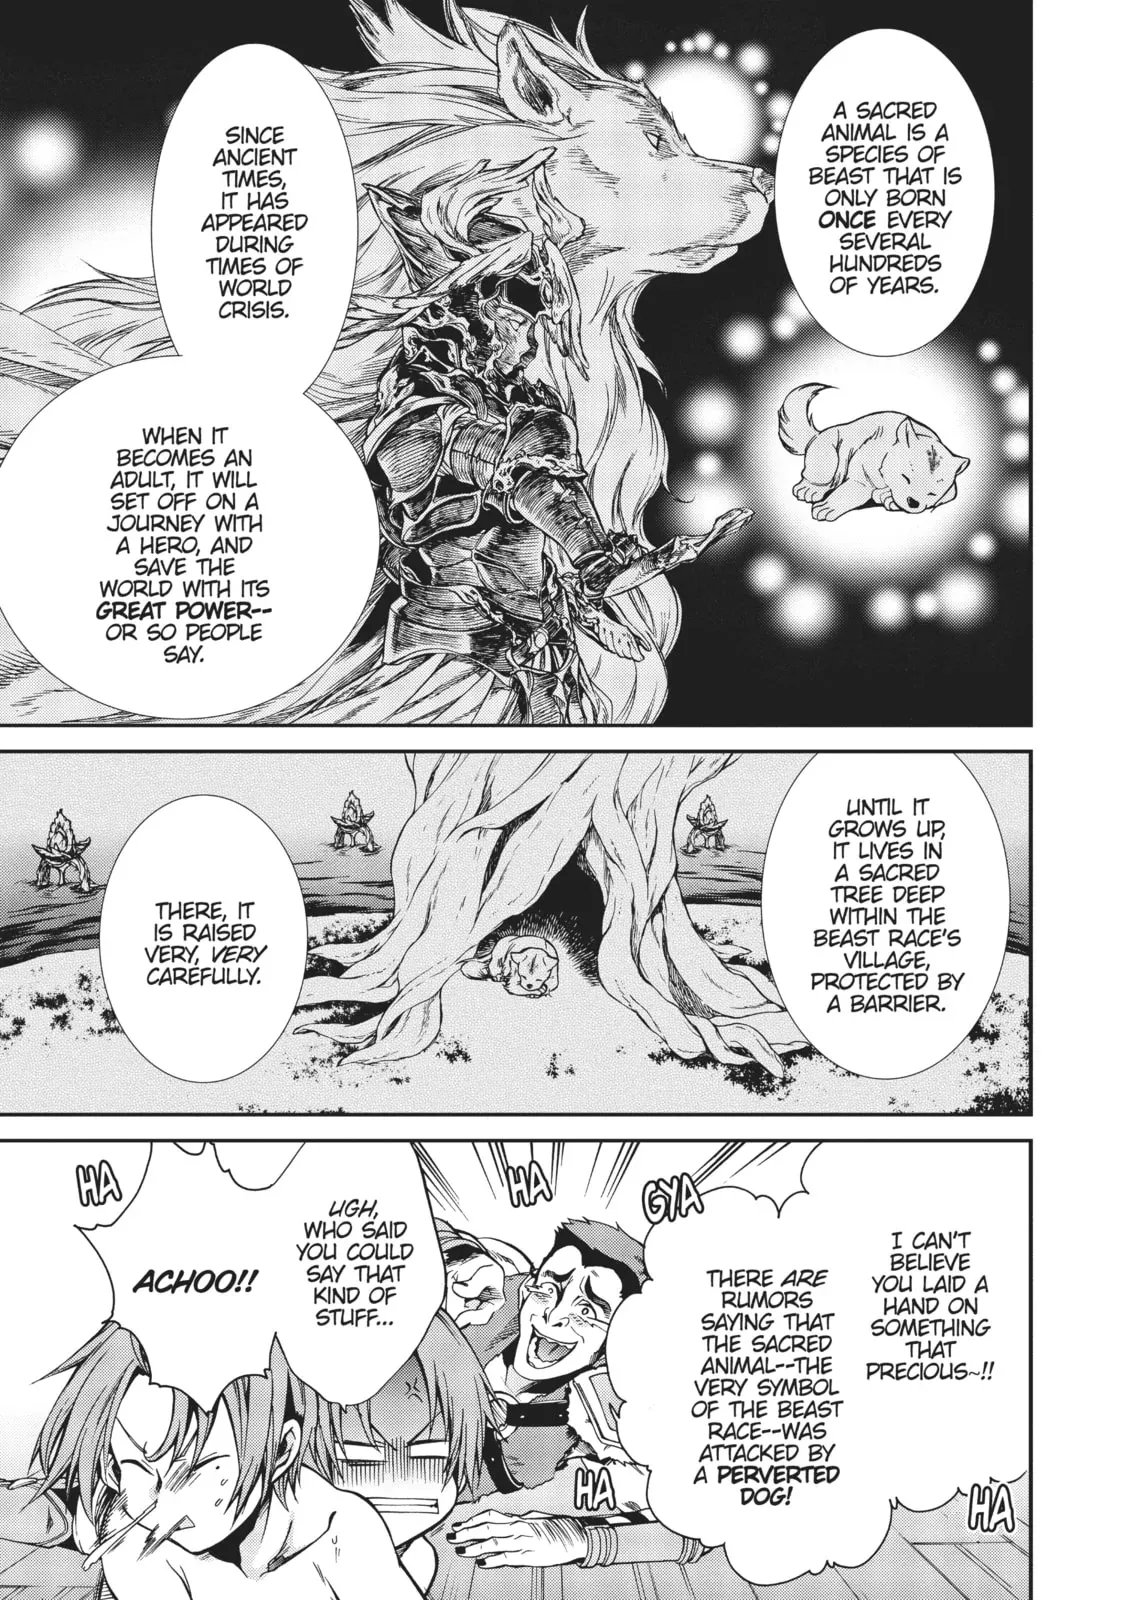 A SACRED
ANIMAL IS A
SPECIES OF
BEAST THAT IS
ONLY BORN
ONCE EVERY
SEVERAL
HUNDREDS
OF YEARS.
SINCE
ANCIENT
TIMES,
IT HAS
APPEARED
DURING
TIMES OF
WORLD
CRISIS.
WHEN IT
BECOMES AN
ADULT, IT WILL
SET OFF ON A
JOURNEY WITH
A HERO, AND
SAVE THE
WORLD WITH ITS
GREAT POWER--
OR SO PEOPLE
SAY.
UNTIL IT
GROWS UP,
IT LIVES IN
A SACRED
TREE DEEP
WITHIN THE
BEAST RACE'S
VILLAGE,
PROTECTED BY
A BARRIER.
THERE, IT
IS RAISED
VERY, VERY
CAREFULLY.
I CAN'T
BELIEVE
YOU LAID A
HAND ON
SOMETHING
THAT
PRECIOUS~!!
THERE ARE
RUMORS
SAYING THAT
THE SACRED
ANIMAL--THE
VERY SYMBOL
OF THE BEAST
RACE--WAS
ATTACKED BY
A PERVERTED
DOG!
GYA
HA
HA
HA
HA
UGH,
WHO SAID
YOU COULD
SAY THAT
KIND OF
STUFF...
ACHOO!!